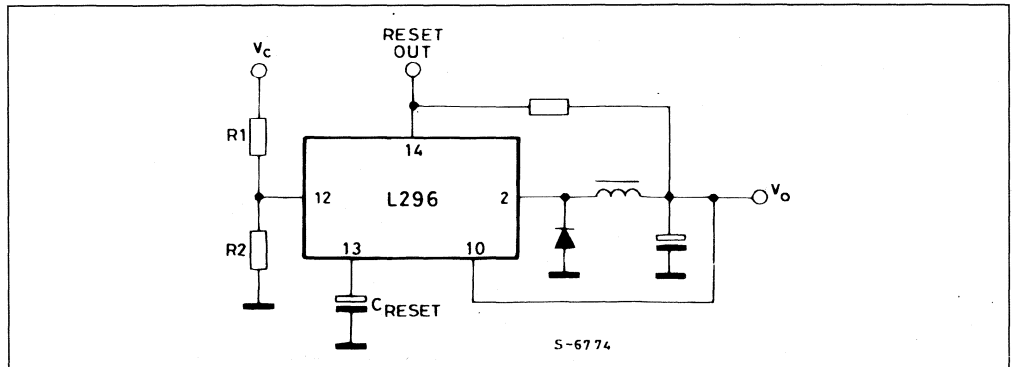 RESET
OUT
Vc
R1
14
12
L296
2
Vo
R2
13
10
CRESET
S-6774